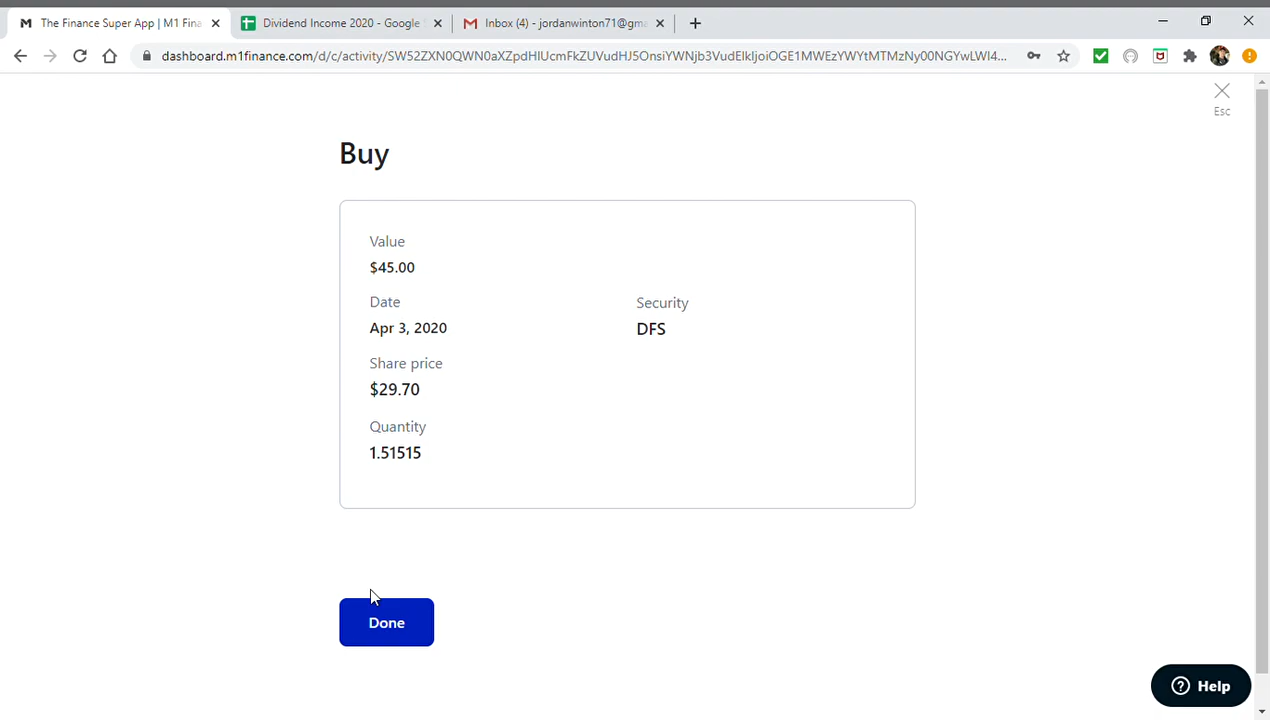 The Finance Super App | M1 Fina
Dividend Income 2020 - Google
Inbox (4) - jordanwinton71@gma
dashboard.m1finance.com/d/c/activity/SW52ZXN0QWN0aXZpdHlUcmFkZUVudHJ5OnsiYWNjb3VudElkIjoiOGE1MWEzYWYtMTMzNy00NGYwLWI4...
Esc
Buy
Value
$45.00
Date
Security
Apr 3, 2020
DFS
Share price
$29.70
Quantity
1.51515
Done
? Help